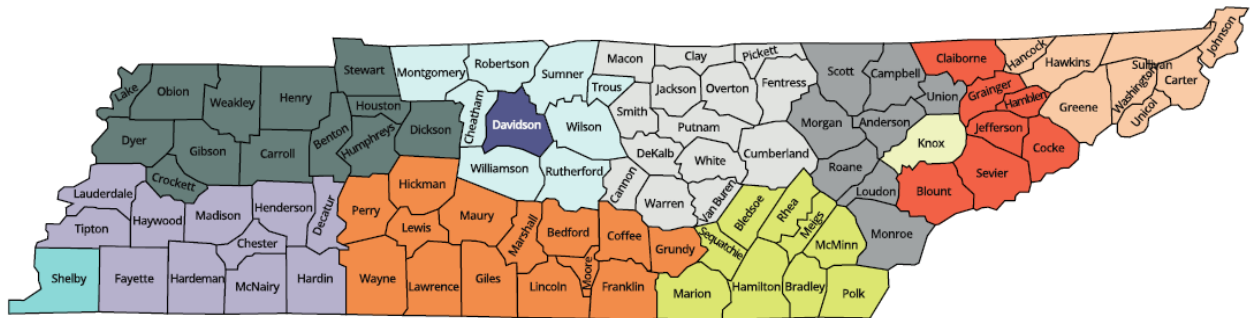 Lake
Obion
Weakley
Henry
Stewart
Houston
Humphreys
Benton
Dickson
Dyer
Gibson
Carroll
Crockett
Montgomery
Robertson
Sumner
Trous
Cheatham
Davidson
Wilson
Williamson
Rutherford
Macon
Clay
Pickett
Jackson
Overton
Fentress
Smith
Putnam
DeKalb
White
Cumberland
Cannon
Warren
Van Buren
Scott
Campbell
Morgan
Anderson
Union
Roane
Loudon
Monroe
Knox
Claiborne
Grainger
Hamblen
Jefferson
Cocke
Sevier
Blount
Hancock
Hawkins
Sullivan
Johnson
Washington
Carter
Greene
Unicoi
Lauderdale
Tipton
Haywood
Madison
Henderson
Decatur
Chester
Fayette
Hardeman
McNairy
Hardin
Shelby
Perry
Hickman
Lewis
Maury
Marshall
Bedford
Coffee
Grundy
Wayne
Lawrence
Giles
Lincoln
Moore
Franklin
Bledsoe
Rhea
Meigs
McMinn
Sequatchie
Marion
Hamilton
Bradley
Polk